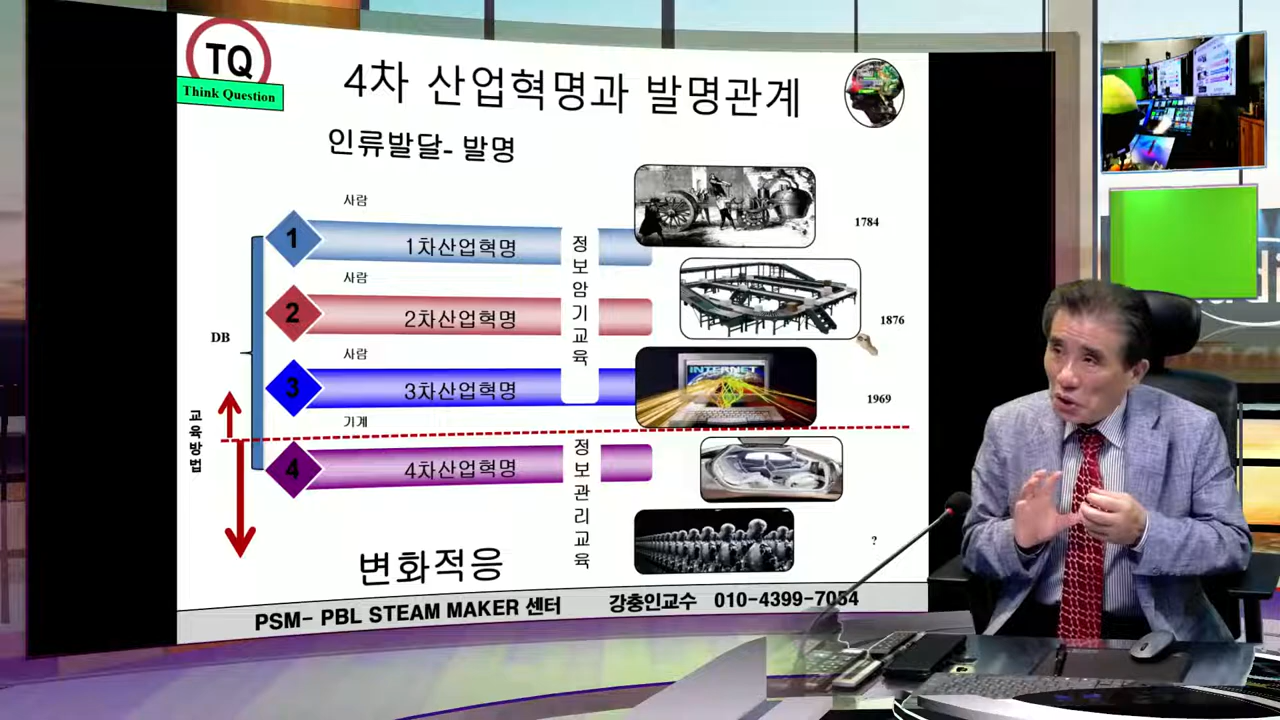 TQ
Think Question
4차 산업혁명과 발명관계
인류발달- 발명
사람
1
1차산업혁명
1784
사람
2
2차산업혁명
1876
DB
사람
3
3차산업혁명
INTERNET
1969
정보암기교육
기계
교육방법
4
4차산업혁명
정보관리교육
?
변화적응
PSM- PBL STEAM MAKER 센터
강충인교수 010-4399-7054